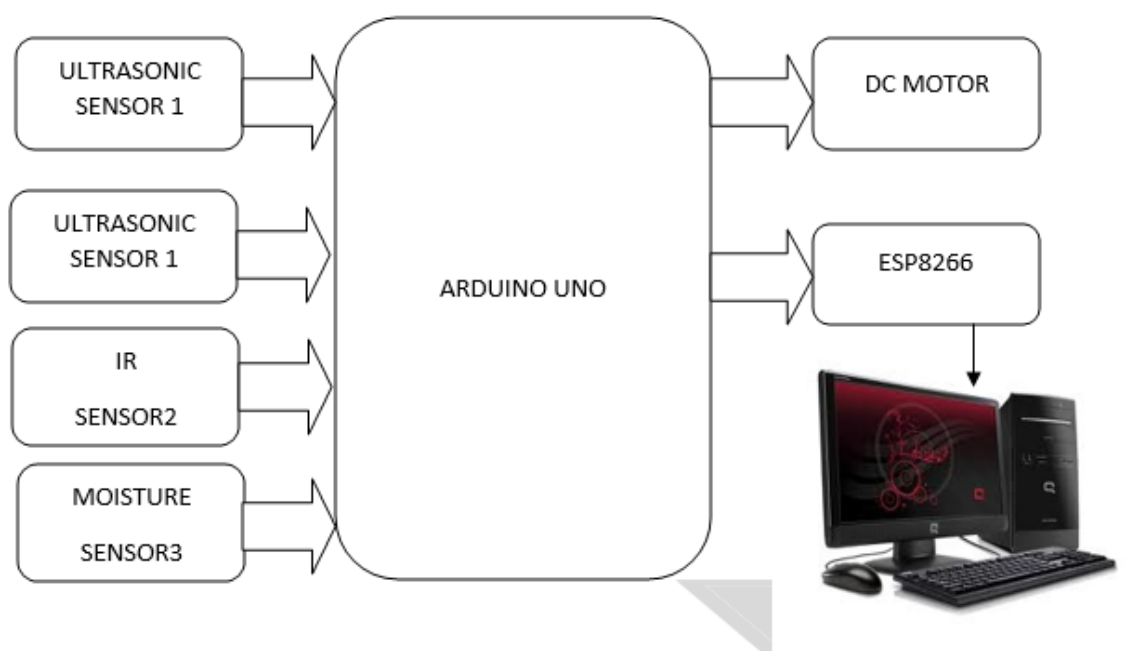 ULTRASONIC
SENSOR 1
ULTRASONIC
SENSOR 1
IR
SENSOR2
MOISTURE
SENSOR3
ARDUINO UNO
DC MOTOR
ESP8266